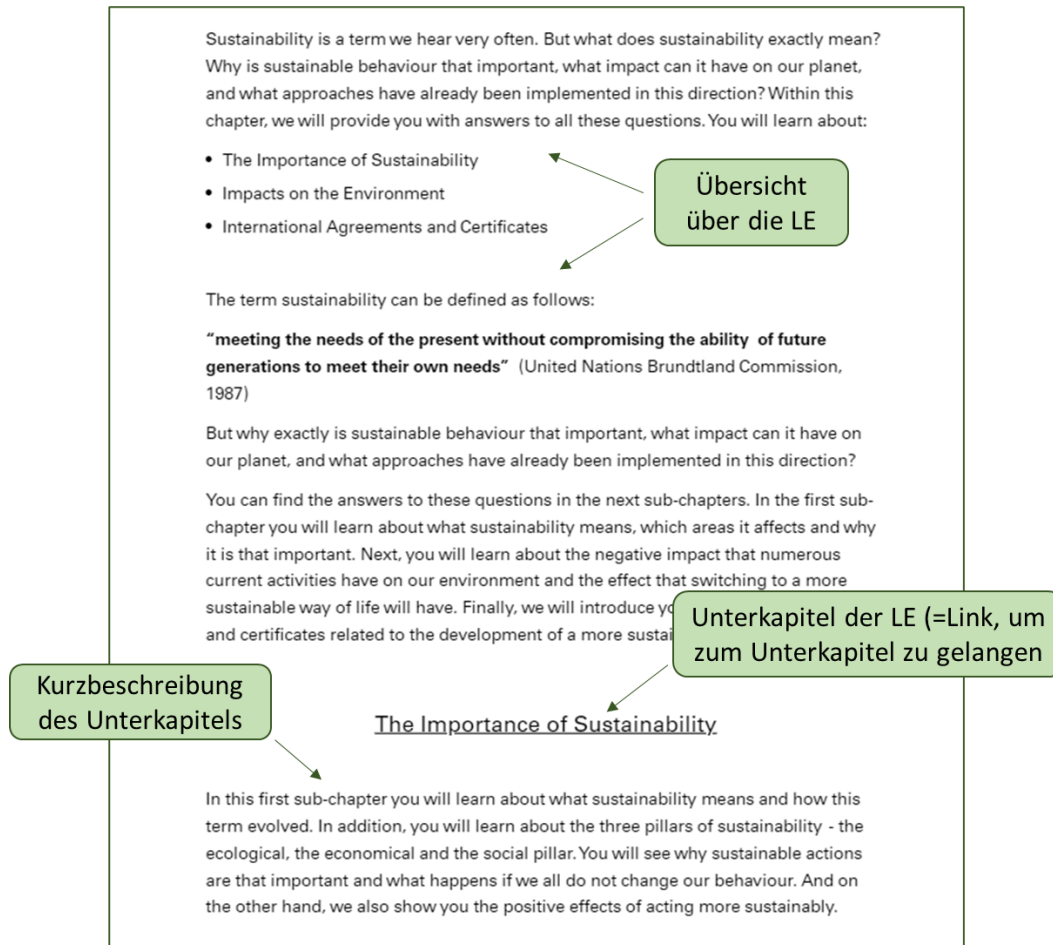 Sustainability is a term we hear very often. But what does sustainability exactly mean?
Why is sustainable behaviour that important, what impact can it have on our planet,
and what approaches have already been implemented in this direction? Within this
chapter, we will provide you with answers to all these questions. You will learn about:
• The Importance of Sustainability
• Impacts on the Environment
• International Agreements and Certificates
Übersicht
über die LE
The term sustainability can be defined as follows:
“meeting the needs of the present without compromising the ability of future
generations to meet their own needs” (United Nations Brundtland Commission,
1987)
But why exactly is sustainable behaviour that important, what impact can it have on
our planet, and what approaches have already been implemented in this direction?
You can find the answers to these questions in the next sub-chapters. In the first sub-
chapter you will learn about what sustainability means, which areas it affects and why
it is that important. Next, you will learn about the negative impact that numerous
current activities have on our environment and the effect that switching to a more
sustainable way of life will have. Finally, we will introduce
and certificates related to the development of a more
Unterkapitel der LE (=Link, um
zum Unterkapitel zu gelangen
Kurzbeschreibung
des Unterkapitels
The Importance of Sustainability
In this first sub-chapter you will learn about what sustainability means and how this
term evolved. In addition, you will learn about the three pillars of sustainability - the
ecological, the economical and the social pillar. You will see why sustainable actions
are that important and what happens if we all do not change our behaviour. And on
the other hand, we also show you the positive effects of acting more sustainably.